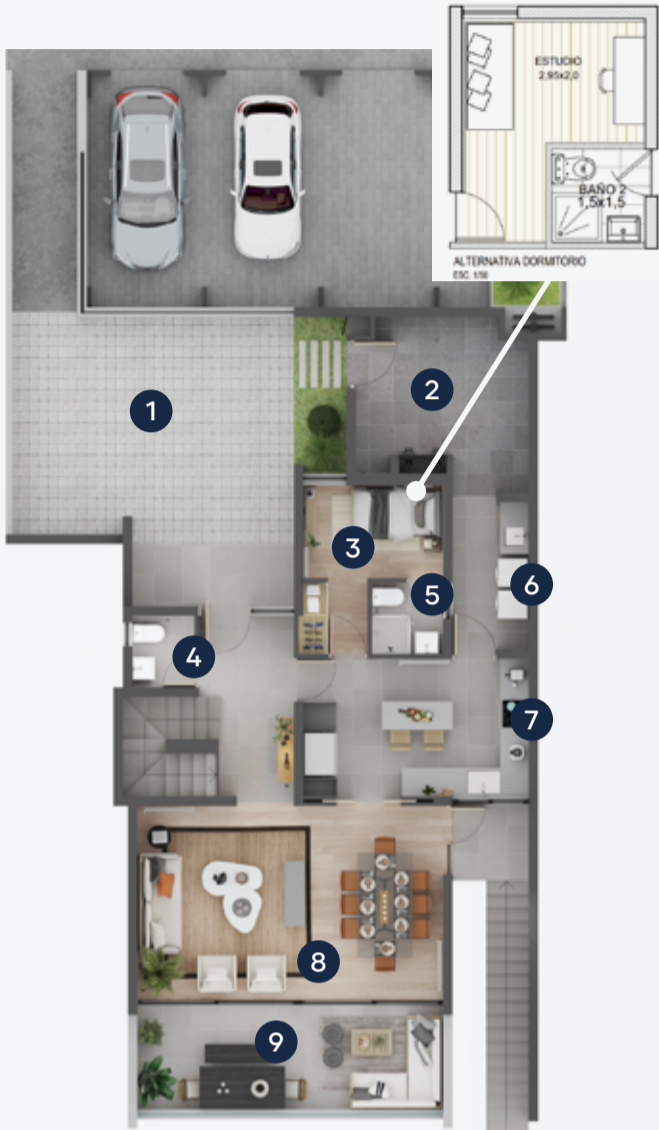 ESTUDIO
2,95x2,0
BAÑO 2
1,5x1,5
ALTERNATIVA DORMITORIO
ESC. 1/50
1
2
3
4
5
6
7
8
9